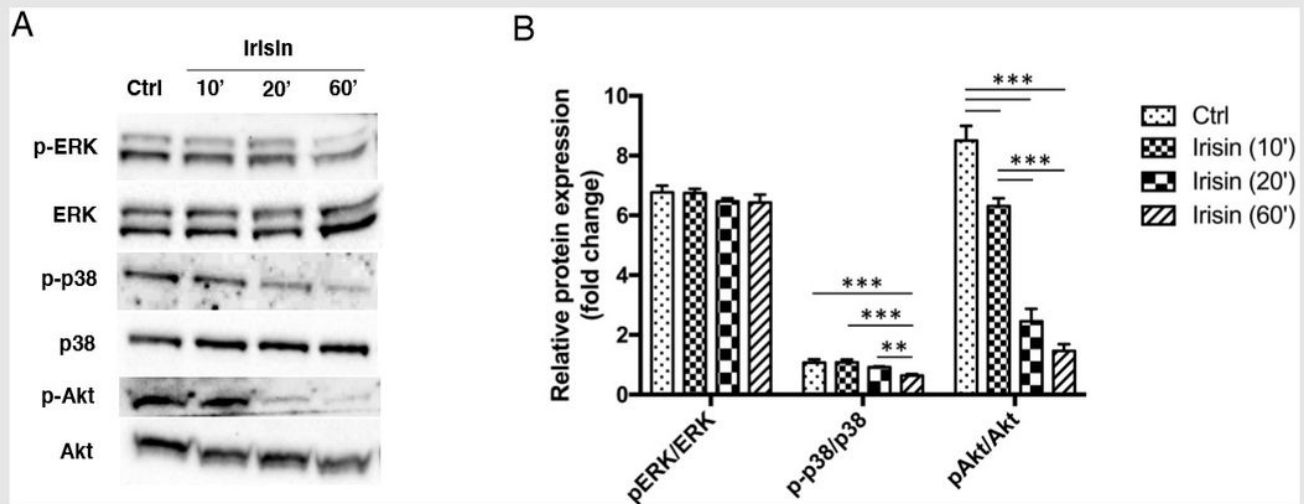 A
Irisin
Ctrl 10' 20' 60'
p-ERK
ERK
p-p38
p38
p-Akt
Akt
B
Relative protein expression
(fold change)
10
8
6
4
2
0
***
***
**
***
***
pERK/ERK
p-p38/p38
pAkt/Akt
Ctrl
Irisin (10')
Irisin (20')
Irisin (60')